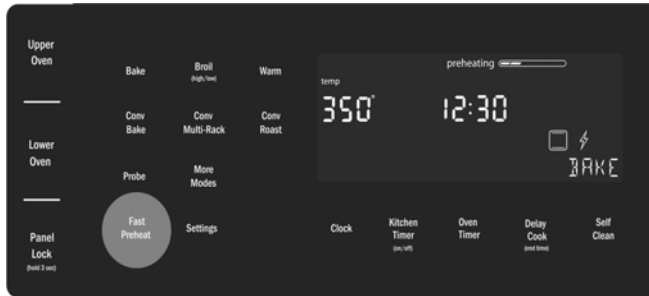 Upper
Oven
Lower
Oven
Panel
Lock
(hold 3 sec)
Bake
Broil
(high/low)
Warm
Conv
Bake
Conv
Multi-Rack
Conv
Roast
Probe
More
Modes
Fast
Preheat
Settings
preheating
temp
350°
12:30
BAKE
Clock
Kitchen
Timer
(on/off)
Oven
Timer
Delay
Cook
(end time)
Self
Clean